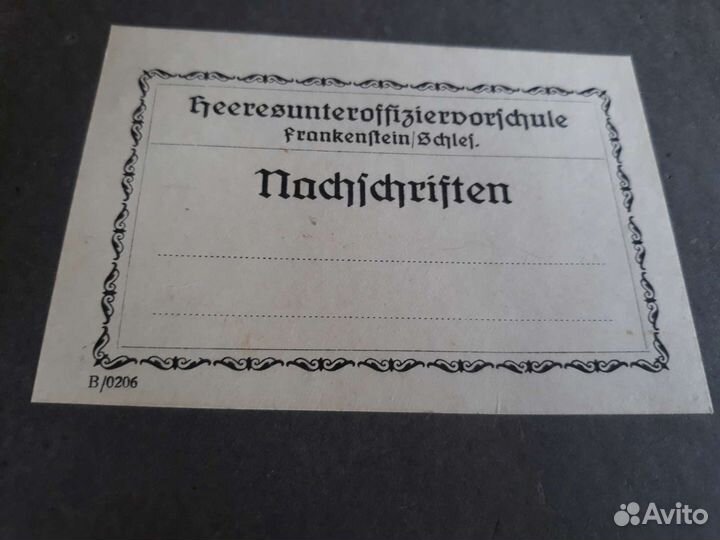 Heeresunteroffiziervorschule
Frankenstein/Schles.
Nachschriften
B/0206
Avito